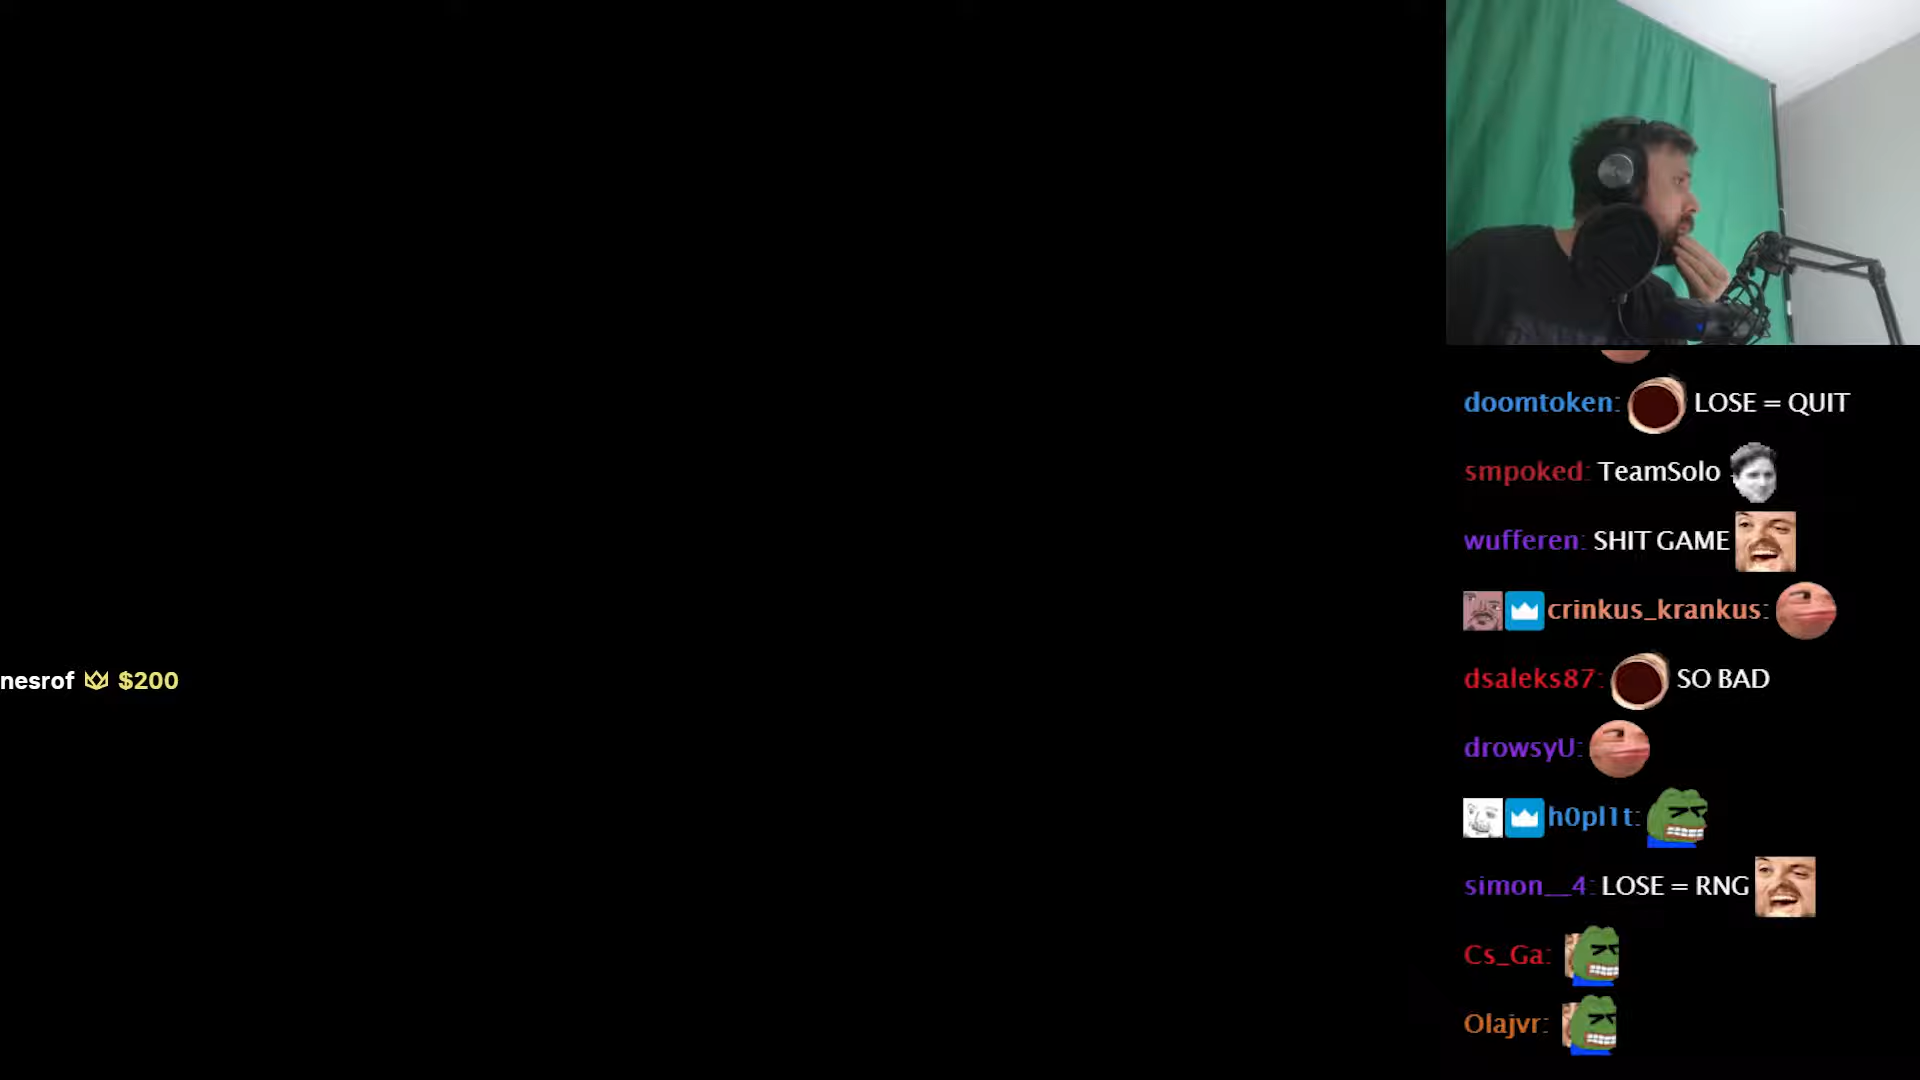 doomtoken: LOSE = QUIT
smpoked: TeamSolo
wufferen: SHIT GAME
crinkus_krankus:
nesrof $200
dsaleks87: SO BAD
drowsyU:
h0pl1t:
simon__4: LOSE = RNG
Cs_Ga:
Olajvr: